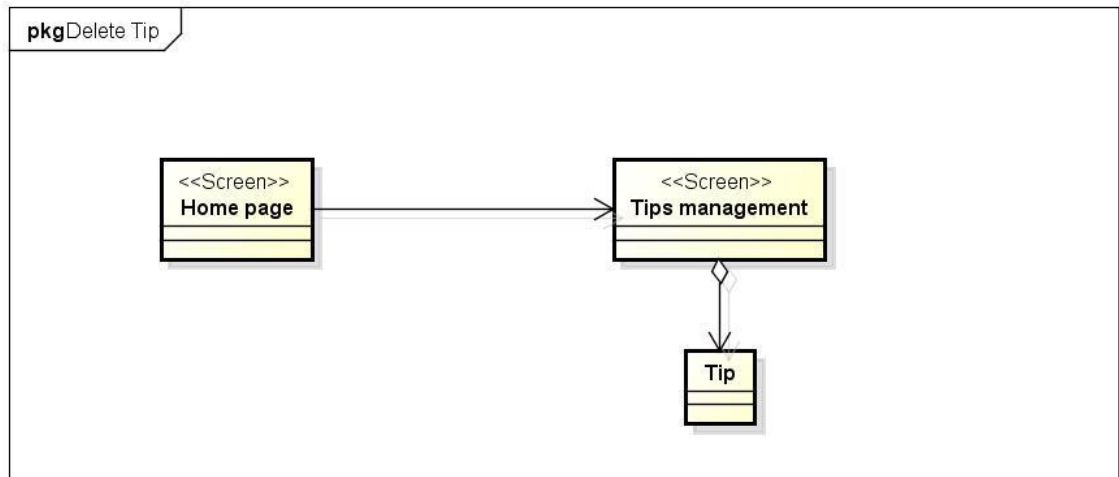 pkgDelete Tip
<<Screen>>
Home page
<<Screen>>
Tips management
Tip